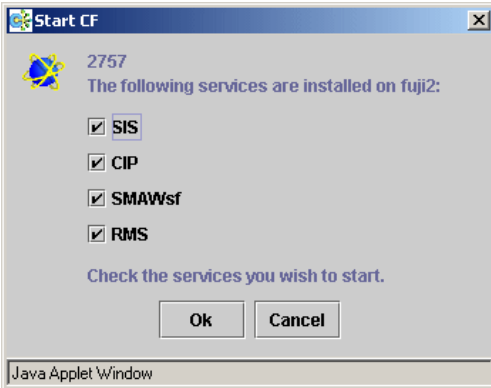 Start CF
2757
The following services are installed on fuji2:
SIS
CIP
SMAWsf
RMS
Check the services you wish to start.
Ok Cancel
Java Applet Window